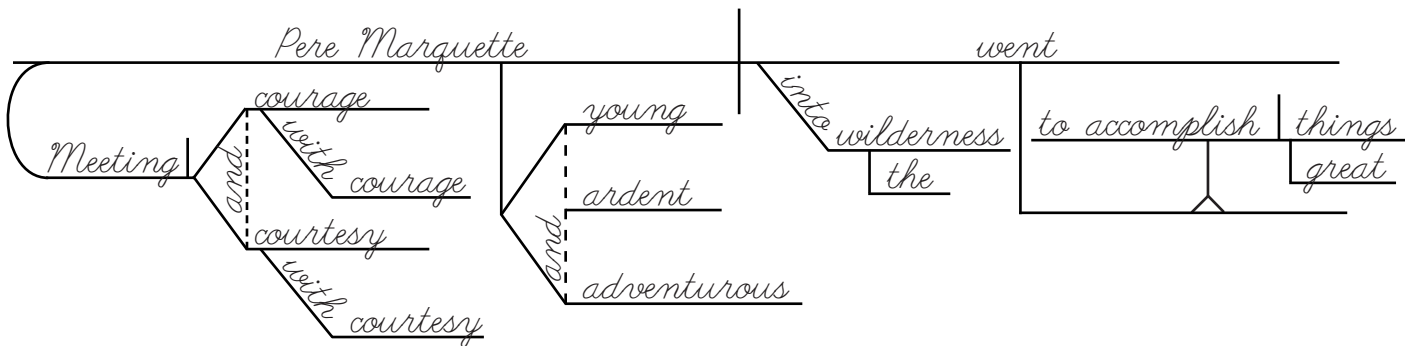 Pere Marquette went
Meeting courage with courage
and
courtesy with courtesy
young
and
ardent
adventurous
into wilderness
the
to accomplish things
great